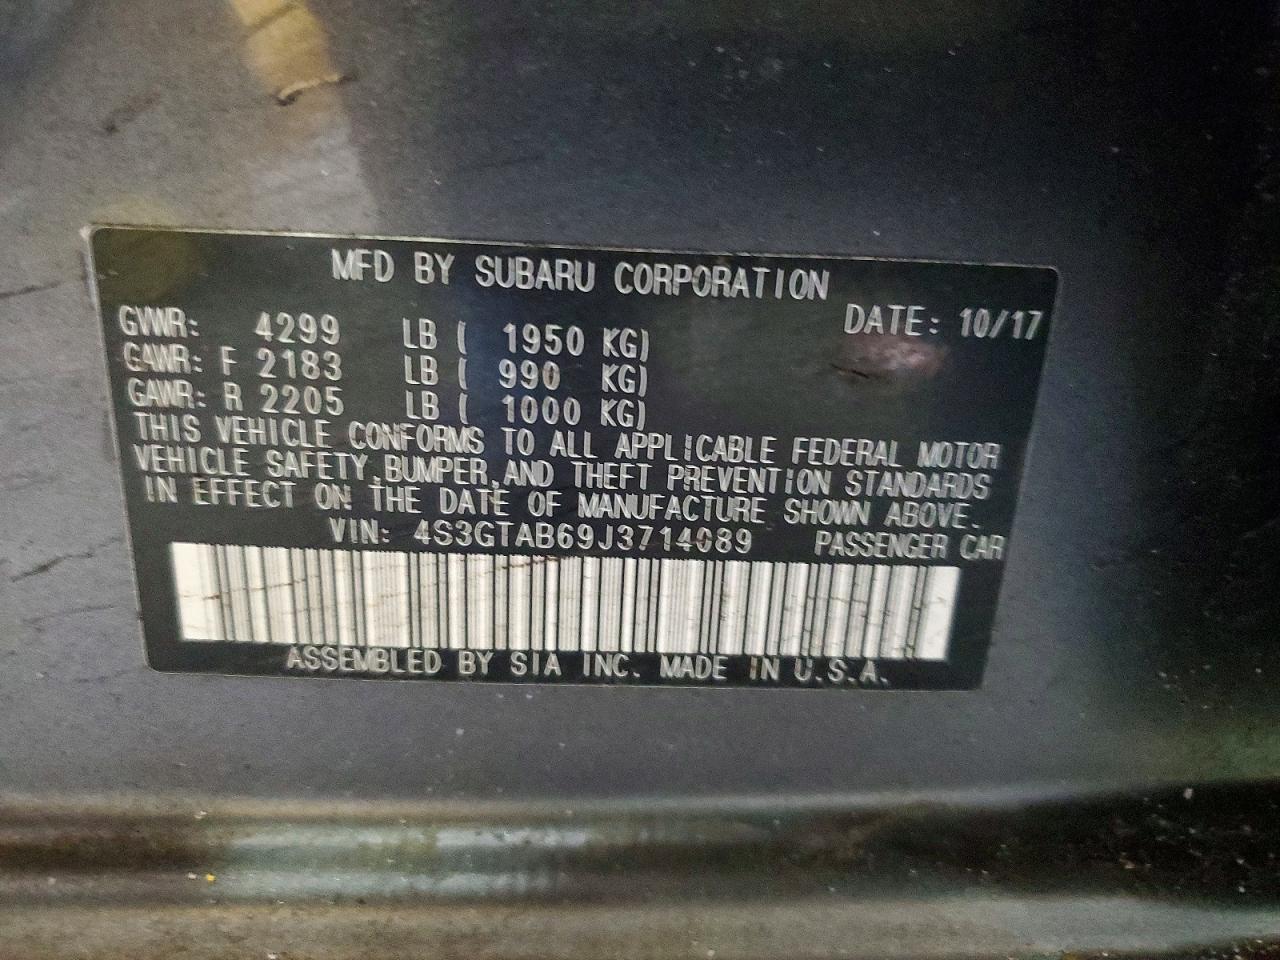 MFD BY SUBARU CORPORATION
GVWR: 4299 LB ( 1950 KG) DATE: 10/17
GAWR: F 2183 LB ( 990 KG)
GAWR: R 2205 LB ( 1000 KG)
THIS VEHICLE CONFORMS TO ALL APPLICABLE FEDERAL MOTOR
VEHICLE SAFETY, BUMPER, AND THEFT PREVENTION STANDARDS
IN EFFECT ON THE DATE OF MANUFACTURE SHOWN ABOVE.
VIN: 4S3GTAB69J3714089 PASSENGER CAR
ASSEMBLED BY SIA INC. MADE IN U.S.A.